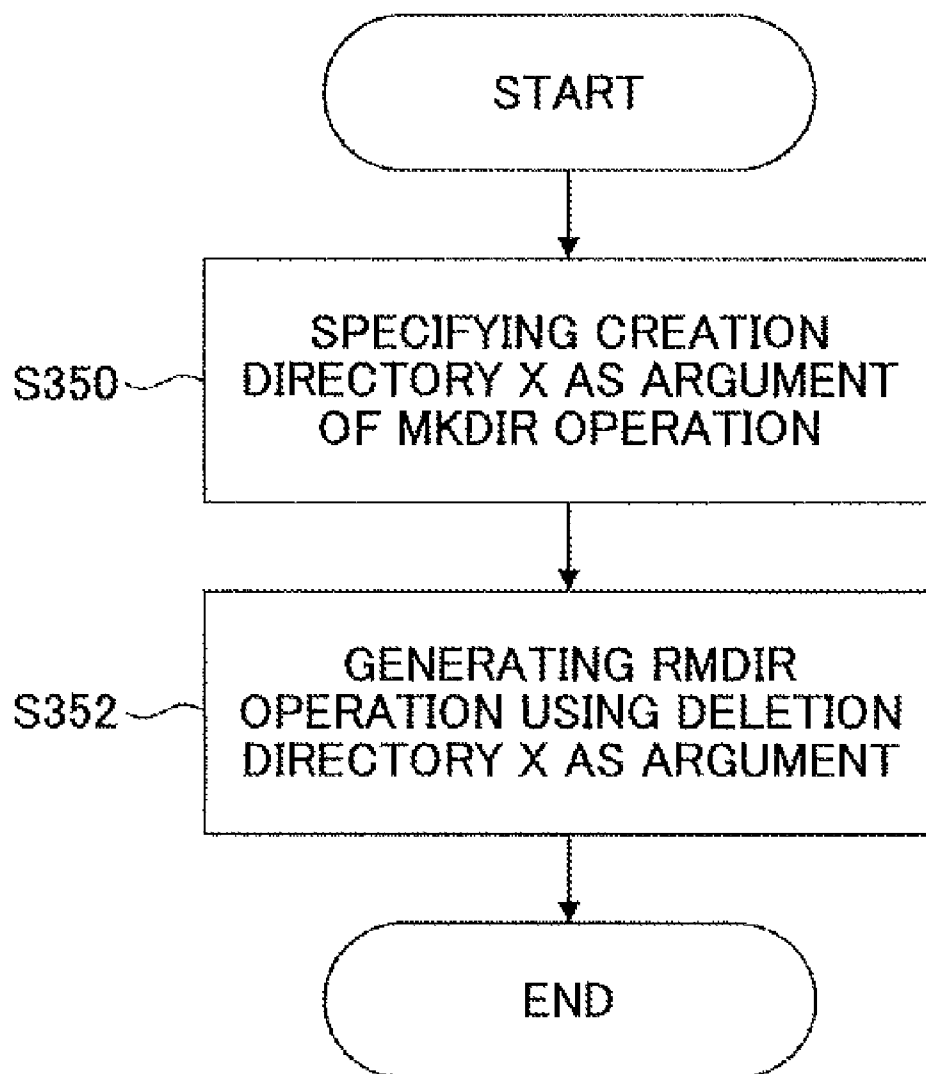 START
SPECIFYING CREATION
DIRECTORY X AS ARGUMENT
OF MKDIR OPERATION
S350
GENERATING RMDIR
OPERATION USING DELETION
DIRECTORY X AS ARGUMENT
S352
END